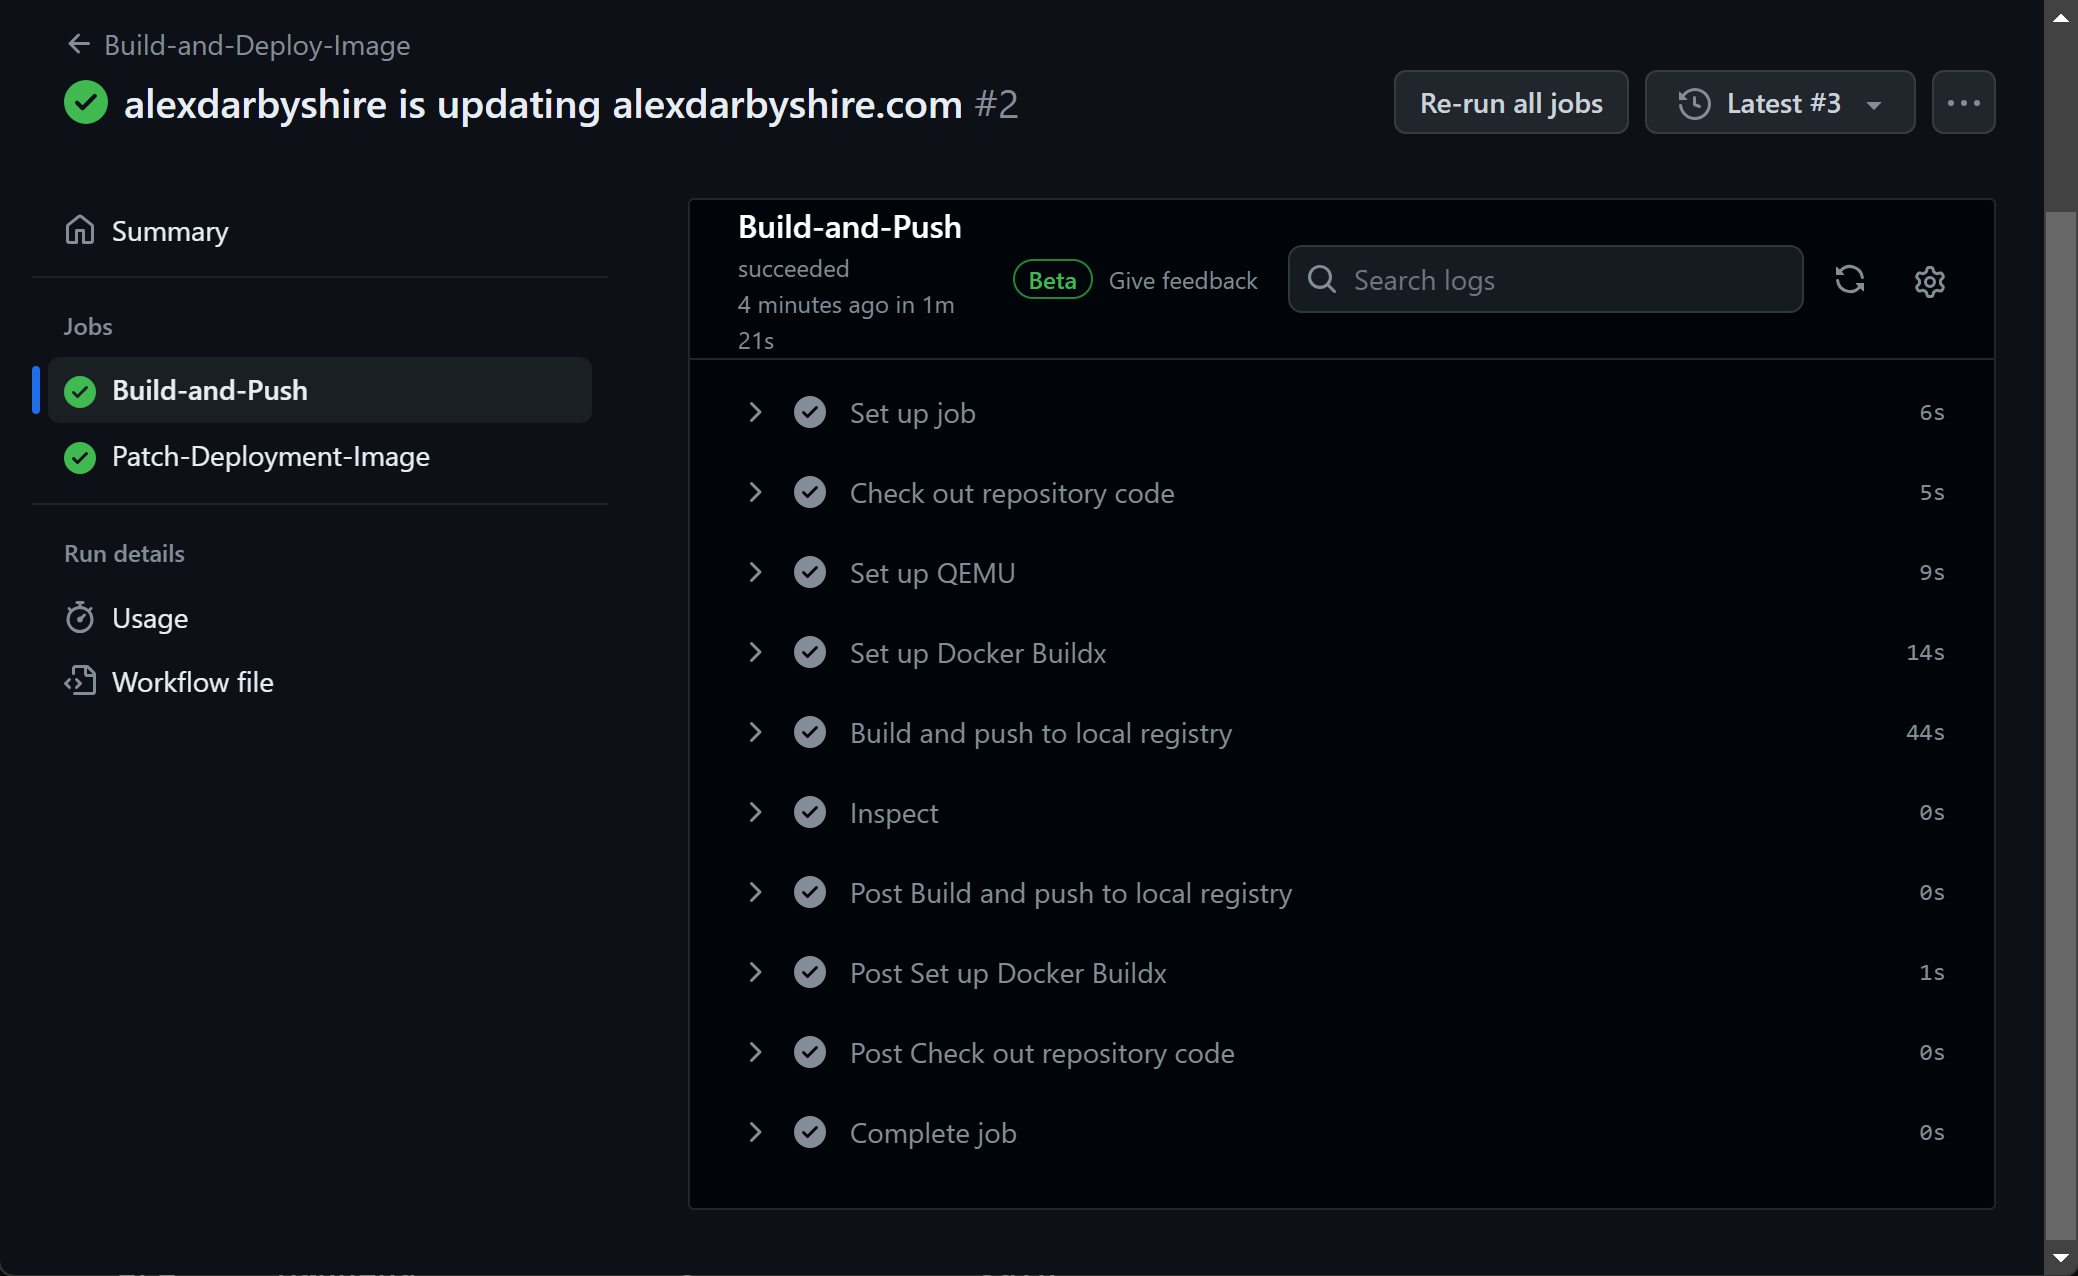 Build-and-Deploy-Image
alexdarbyshire is updating alexdarbyshire.com #2
Re-run all jobs
Latest #3
Summary
Jobs
Build-and-Push
Patch-Deployment-Image
Run details
Usage
Workflow file
Build-and-Push
succeeded
4 minutes ago in 1m
21s
Beta
Give feedback
Search logs
Set up job 6s
Check out repository code 5s
Set up QEMU 9s
Set up Docker Buildx 14s
Build and push to local registry 44s
Inspect 0s
Post Build and push to local registry 0s
Post Set up Docker Buildx 1s
Post Check out repository code 0s
Complete job 0s